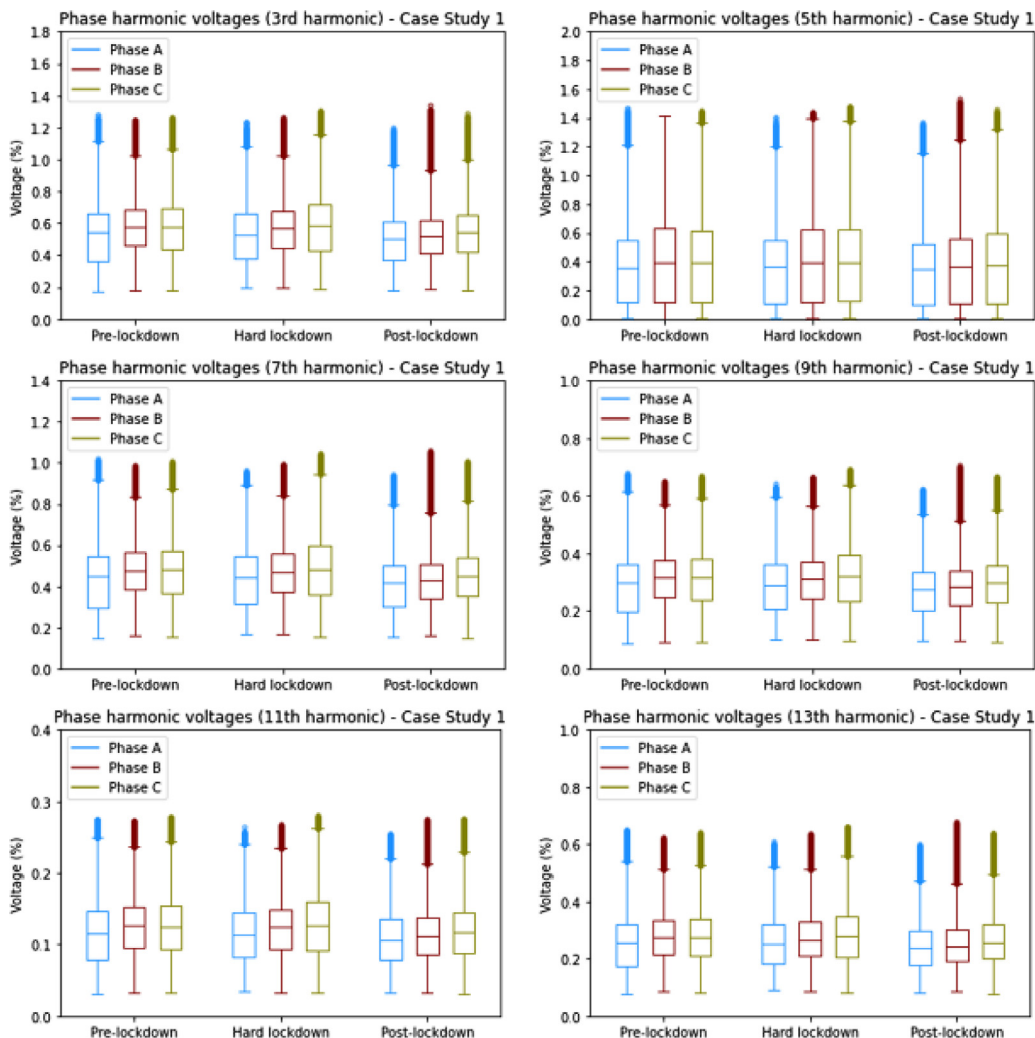 Phase harmonic voltages (3rd harmonic) - Case Study 1
1.8
1.6
1.4
1.2
1.0
0.8
0.6
0.4
0.2
0.0
Voltage (%)
Phase A
Phase B
Phase C
Pre-lockdown Hard lockdown Post-lockdown
Phase harmonic voltages (5th harmonic) - Case Study 1
2.0
1.8
1.6
1.4
1.2
1.0
0.8
0.6
0.4
0.2
0.0
Voltage (%)
Phase A
Phase B
Phase C
Pre-lockdown Hard lockdown Post-lockdown
Phase harmonic voltages (7th harmonic) - Case Study 1
1.4
1.2
1.0
0.8
0.6
0.4
0.2
0.0
Voltage (%)
Phase A
Phase B
Phase C
Pre-lockdown Hard lockdown Post-lockdown
Phase harmonic voltages (9th harmonic) - Case Study 1
1.0
0.8
0.6
0.4
0.2
0.0
Voltage (%)
Phase A
Phase B
Phase C
Pre-lockdown Hard lockdown Post-lockdown
Phase harmonic voltages (11th harmonic) - Case Study 1
0.4
0.3
0.2
0.1
0.0
Voltage (%)
Phase A
Phase B
Phase C
Pre-lockdown Hard lockdown Post-lockdown
Phase harmonic voltages (13th harmonic) - Case Study 1
1.0
0.8
0.6
0.4
0.2
0.0
Voltage (%)
Phase A
Phase B
Phase C
Pre-lockdown Hard lockdown Post-lockdown